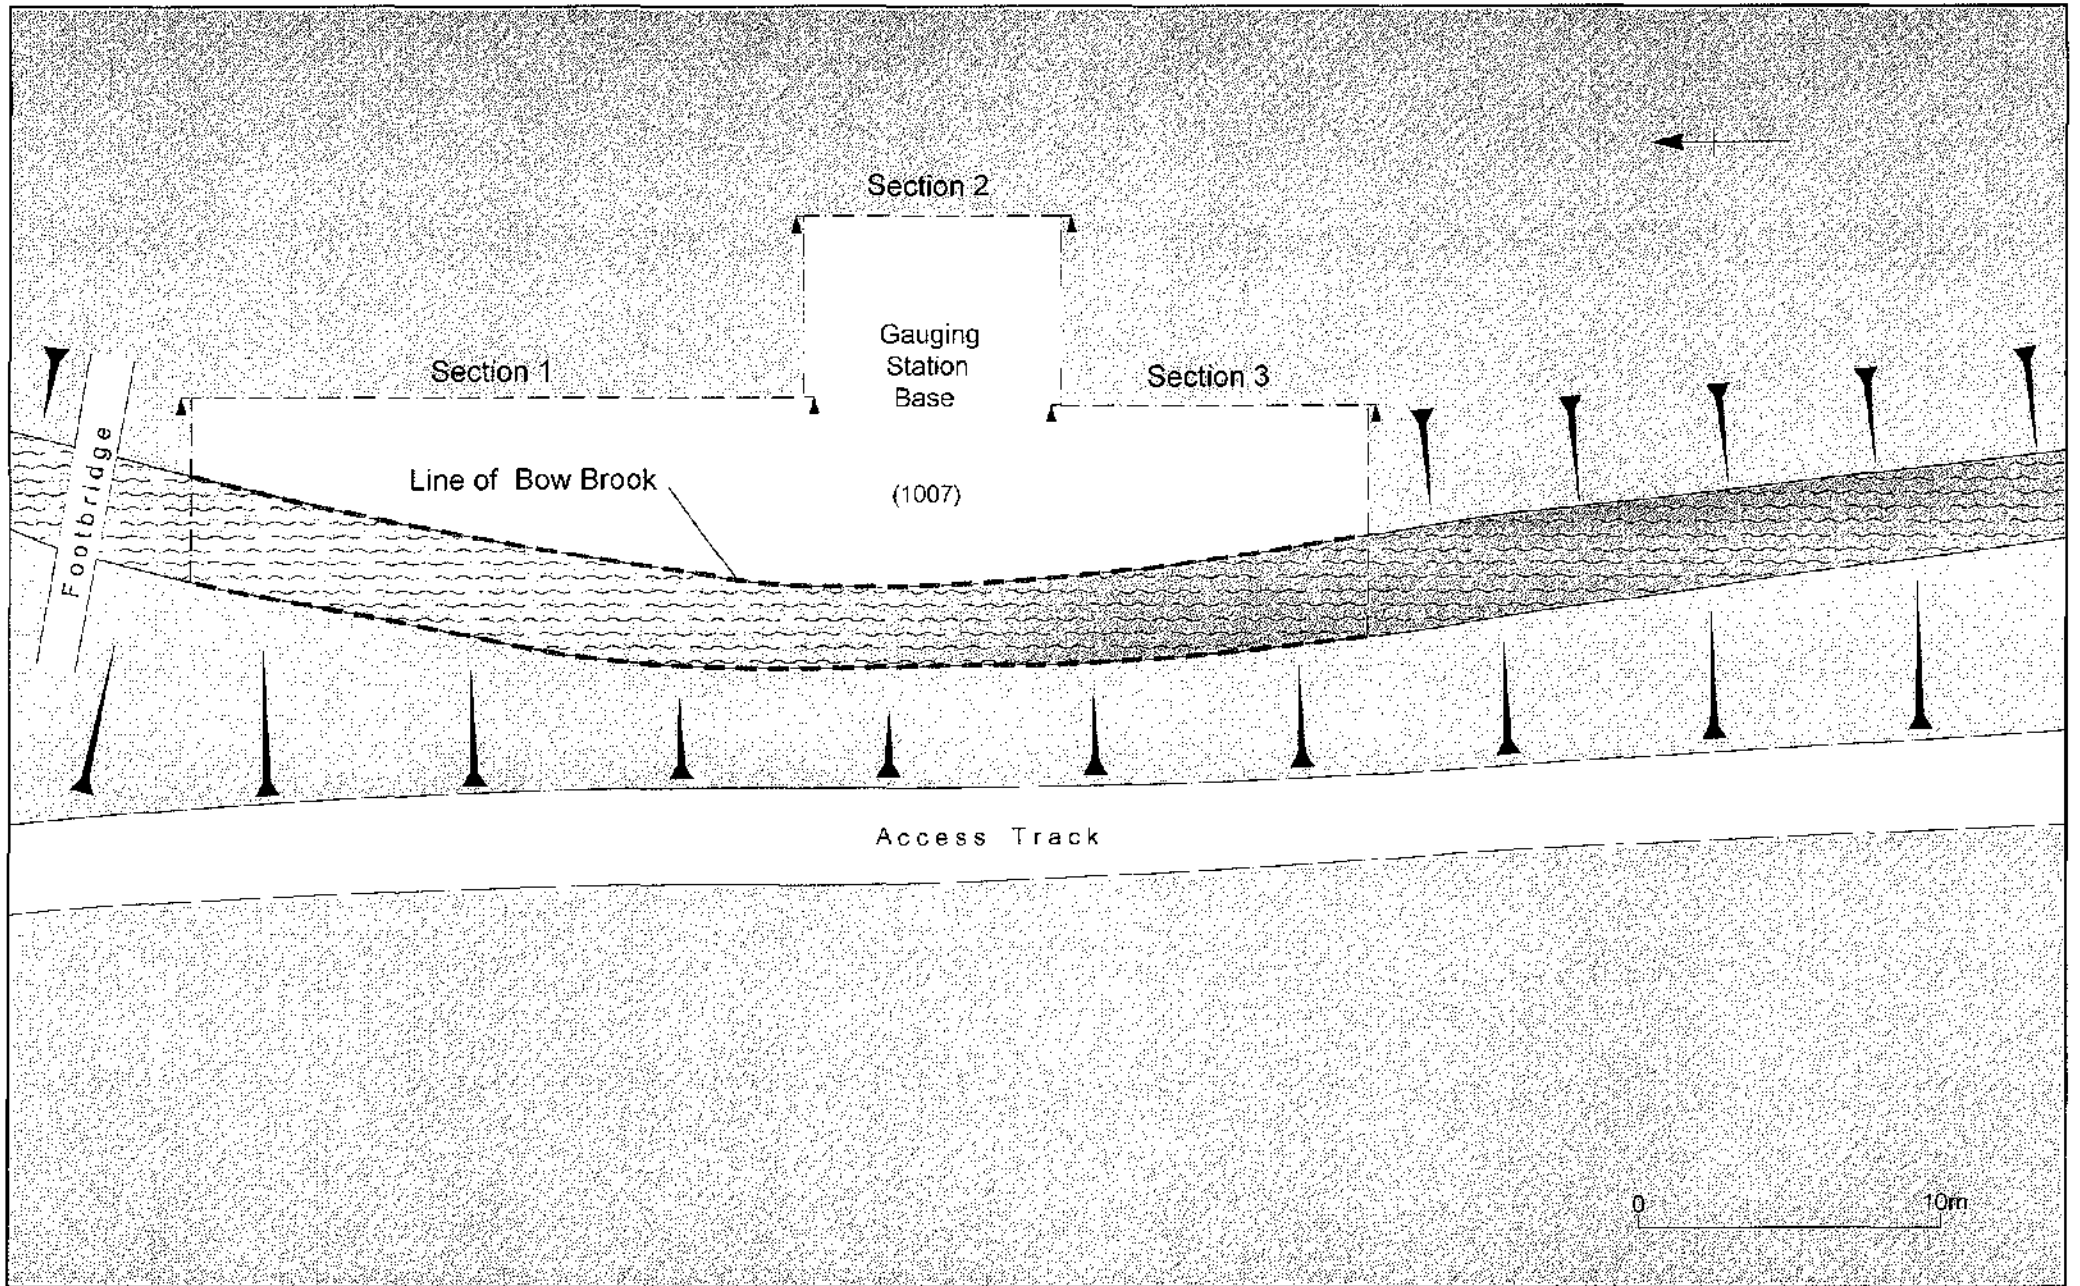 Section 2
Gauging
Station
Base
Section 1
Section 3
Line of Bow Brook
(1007)
Footbridge
Access Track
0 10m